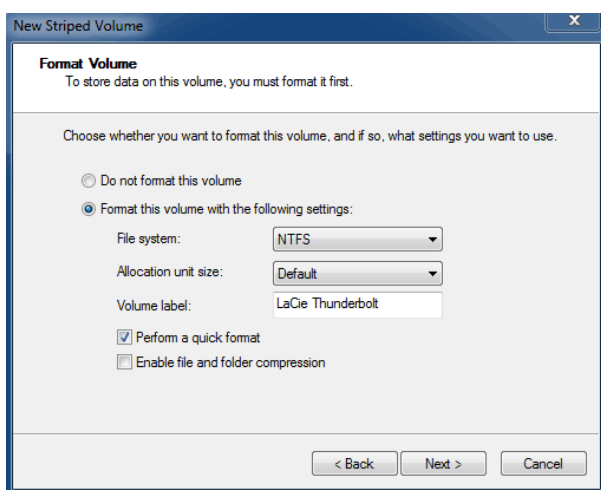 New Striped Volume
Format Volume
To store data on this volume, you must format it first.
Choose whether you want to format this volume, and if so, what settings you want to use.
Do not format this volume
Format this volume with the following settings:
File system: NTFS
Allocation unit size: Default
Volume label: LaCie Thunderbolt
Perform a quick format
Enable file and folder compression
< Back Next > Cancel